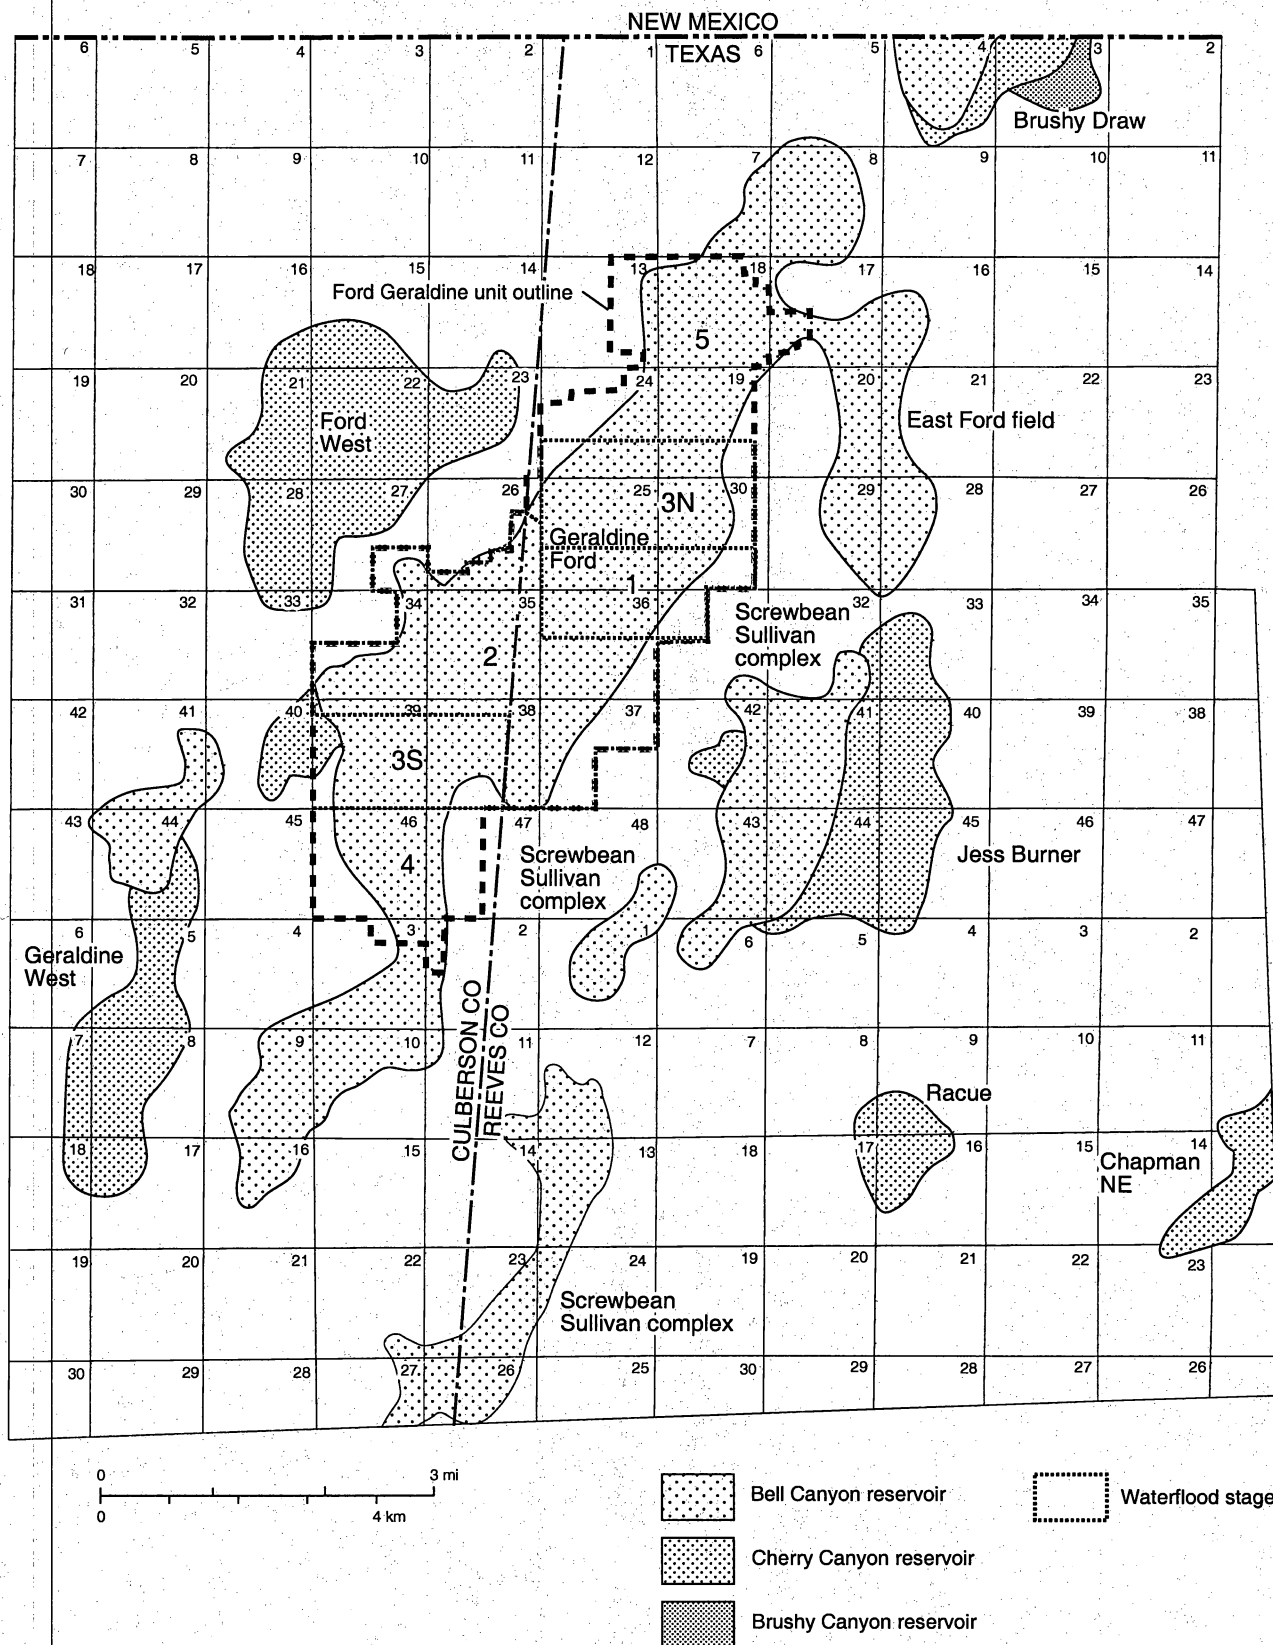 NEW MEXICO
6 5 4 3 2 1 TEXAS 6 5 4 3 2
Brushy Draw
7 8 9 10 11 12 7 8 9 10 11
18 17 16 15 14 13 18 17 16 15 14
Ford Geraldine unit outline
5
19 20 21 22 23 24 19 20 21 22 23
Ford
West
East Ford field
30 29 28 27 26 25 30 29 28 27 26
3N
Geraldine
Ford
1
31 32 33 34 35 36 32 33 34 35
Screwbean
Sullivan
complex
2
42 41 40 39 38 37 42 41 40 39 38
3S
43 44 45 46 47 48 43 44 45 46 47
Screwbean
Sullivan
complex
Jess Burner
4
6 5 4 3 2 1 6 5 4 3 2
Geraldine
West
CULBERSON CO
REEVES CO
7 8 9 10 11 12 7 8 9 10 11
Racue
18 17 16 15 14 13 18 17 16 15 14
Chapman
NE
19 20 21 22 23 24 19 20 21 22 23
Screwbean
Sullivan complex
30 29 28 27 26 25 30 29 28 27 26
0 3 mi
0 4 km
Bell Canyon reservoir
Waterflood stage
Cherry Canyon reservoir
Brushy Canyon reservoir